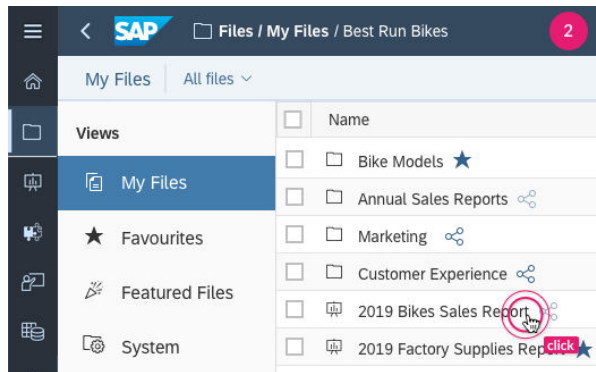 SAP Files / My Files / Best Run Bikes 2
My Files All files
Views
My Files
Favourites
Featured Files
System
Name
Bike Models
Annual Sales Reports
Marketing
Customer Experience
2019 Bikes Sales Report
click
2019 Factory Supplies Report